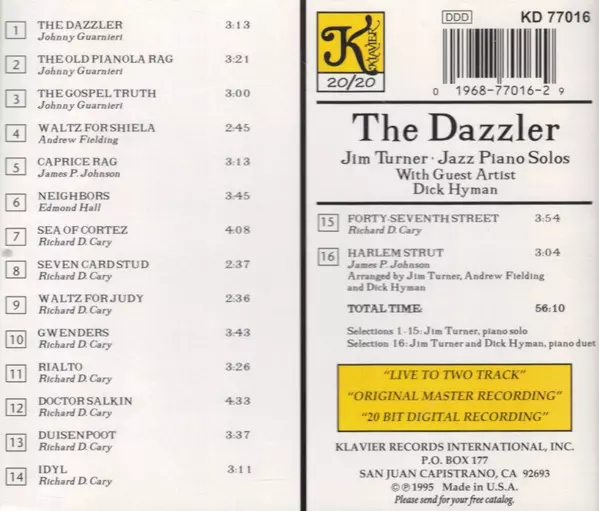 1 THE DAZZLER 3:13
Johnny Guarnieri
2 THE OLD PIANOLA RAG 3:21
Johnny Guarnieri
3 THE GOSPEL TRUTH 3:00
Johnny Guarnieri
4 WALTZ FOR SHIELA 2:45
Andrew Fielding
5 CAPRICE RAG 3:13
James P. Johnson
6 NEIGHBORS 3:45
Edmond Hall
7 SEA OF CORTEZ 4:08
Richard D. Cary
8 SEVEN CARD STUD 2:37
Richard D. Cary
9 WALTZ FOR JUDY 2:36
Richard D. Cary
10 GWENDERS 3:43
Richard D. Cary
11 RIALTO 3:26
Richard D. Cary
12 DOCTOR SALKIN 4:33
Richard D. Cary
13 DUISENPOOT 3:37
Richard D. Cary
14 IDYL 3:11
Richard D. Cary
K KLAVIER
20/20
DDD KD 77016
0 1968-77016-2 9
The Dazzler
Jim Turner · Jazz Piano Solos
With Guest Artist
Dick Hyman
15 FORTY-SEVENTH STREET 3:54
Richard D. Cary
16 HARLEM STRUT 3:04
James P. Johnson
Arranged by Jim Turner, Andrew Fielding
and Dick Hyman
TOTAL TIME: 56:10
Selections 1-15: Jim Turner, piano solo
Selection 16: Jim Turner and Dick Hyman, piano duet
"LIVE TO TWO TRACK"
"ORIGINAL MASTER RECORDING"
"20 BIT DIGITAL RECORDING"
KLAVIER RECORDS INTERNATIONAL, INC.
P.O. BOX 177
SAN JUAN CAPISTRANO, CA 92693
©℗1995 Made in U.S.A.
Please send for your free catalog.